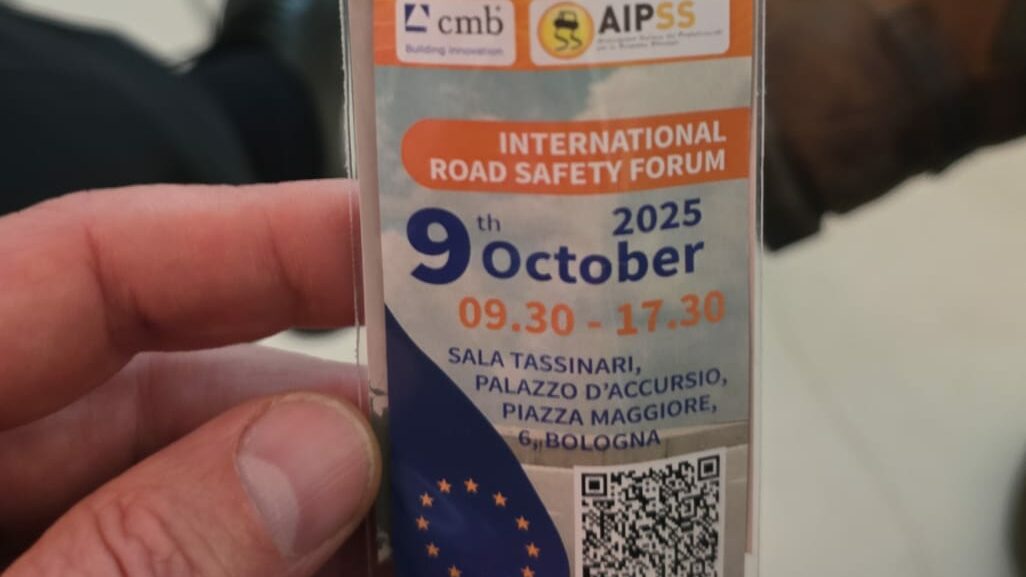 cmb
Building innovation
AIPSS
INTERNATIONAL
ROAD SAFETY FORUM
9th October 2025
09.30 - 17.30
SALA TASSINARI,
PALAZZO D'ACCURSIO,
PIAZZA MAGGIORE,
6, BOLOGNA